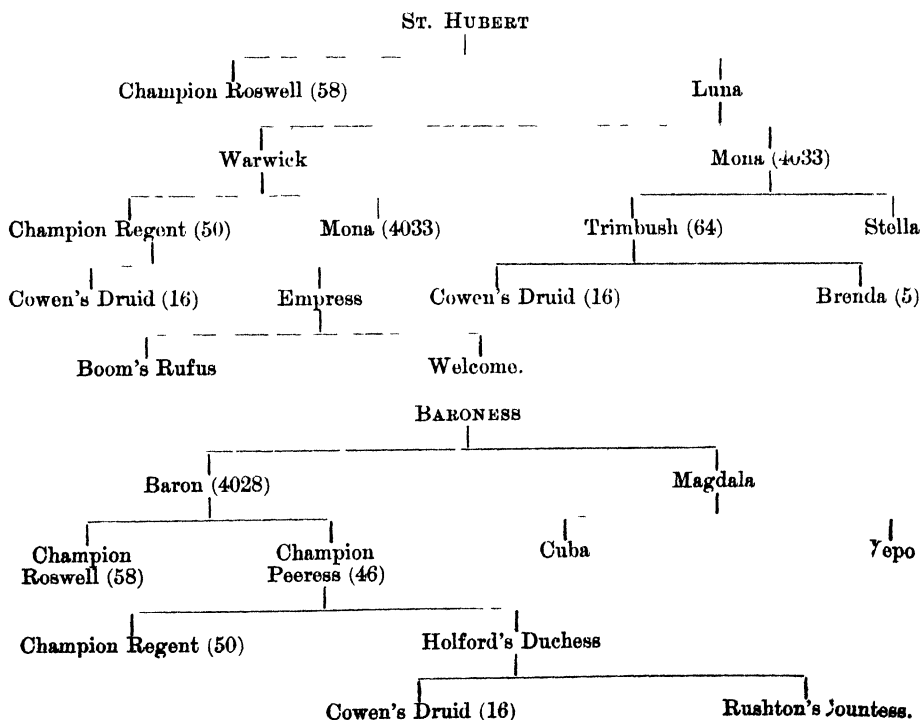 ST. HUBERT
Champion Roswell (58) Luna
Warwick Mona (4033)
Champion Regent (50) Mona (4033) Trimbush (64) Stella
Cowen's Druid (16) Empress Cowen's Druid (16) Brenda (5)
Boom's Rufus Welcome.
BARONESS
Baron (4028) Magdala
Champion Roswell (58) Champion Peeress (46) Cuba
Champion Regent (50) Holford's Duchess
Cowen's Druid (16) Rushton's